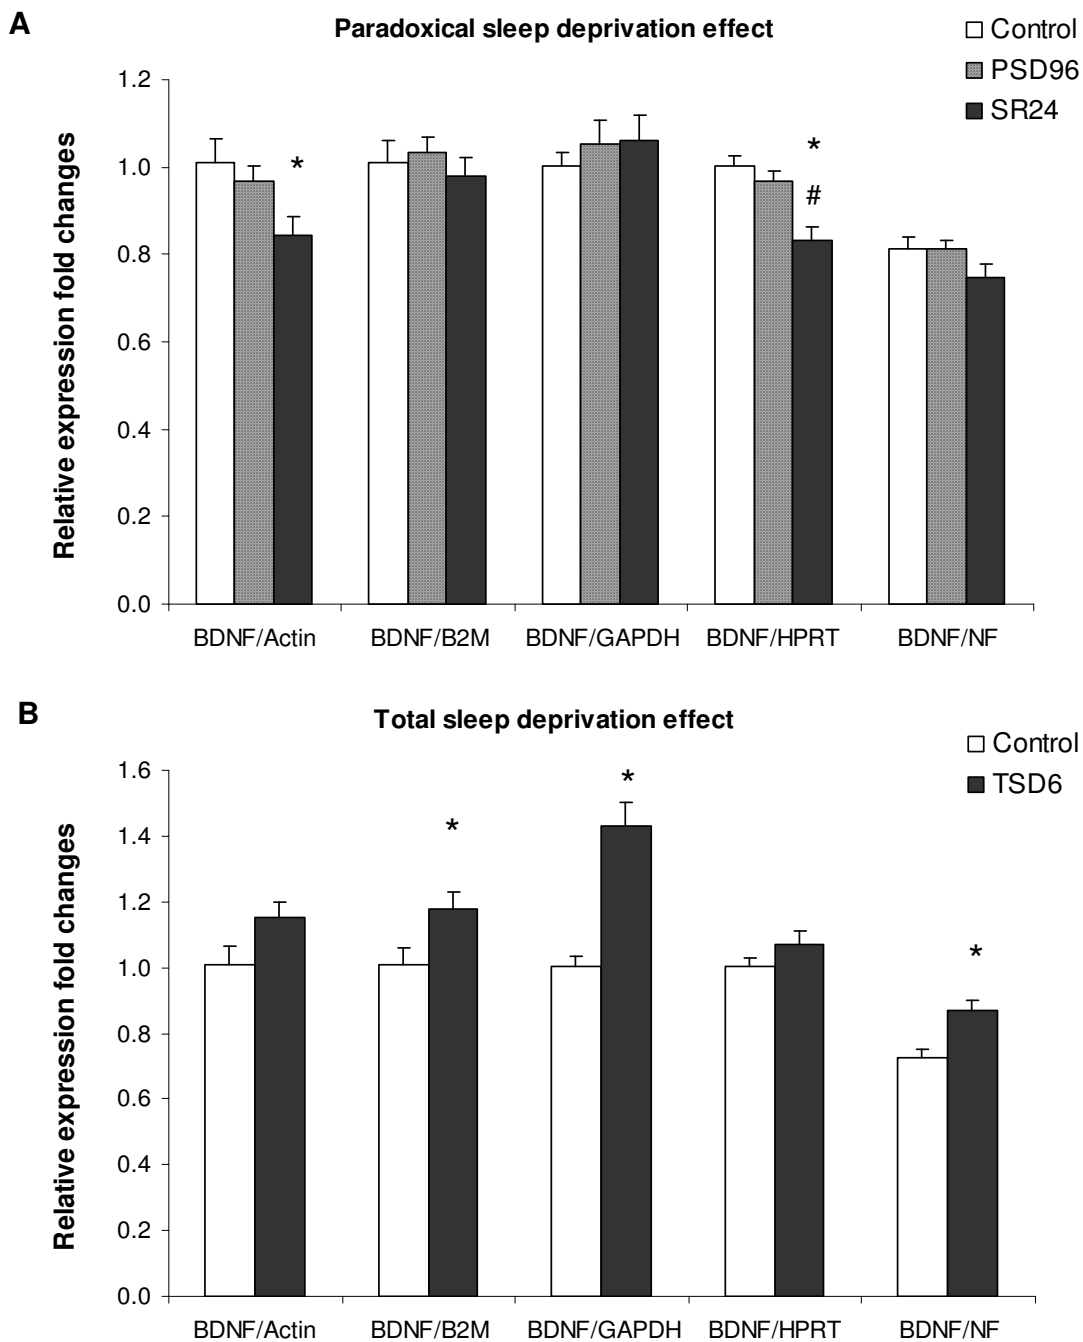 A
Paradoxical sleep deprivation effect
Control
PSD96
SR24
Relative expression fold changes
1.2
1.0
0.8
0.6
0.4
0.2
0.0
*
*
#
BDNF/Actin BDNF/B2M BDNF/GAPDH BDNF/HPRT BDNF/NF
B
Total sleep deprivation effect
Control
TSD6
Relative expression fold changes
1.6
1.4
1.2
1.0
0.8
0.6
0.4
0.2
0.0
*
*
*
BDNF/Actin BDNF/B2M BDNF/GAPDH BDNF/HPRT BDNF/NF